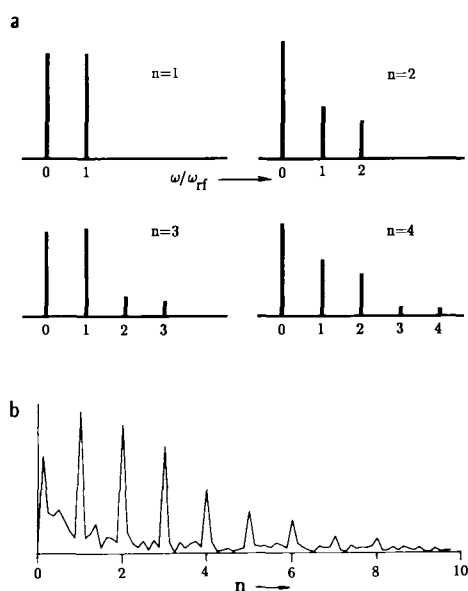 a
n=1
n=2
0 1
0 1 2
ω/ω_rf
n=3
n=4
0 1 2 3
0 1 2 3 4
b
0 2 4 6 8 10
n